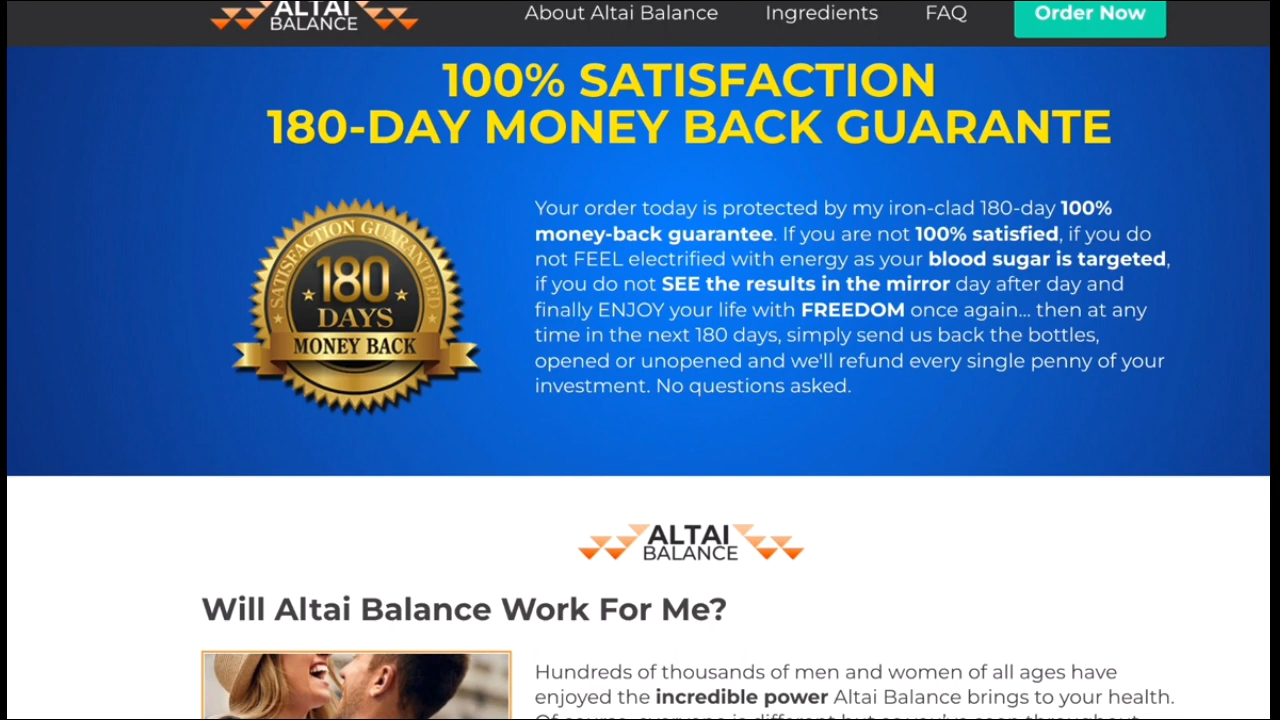 ALTAI
BALANCE
About Altai Balance
Ingredients
FAQ
Order Now
100% SATISFACTION
180-DAY MONEY BACK GUARANTE
SATISFACTION GUARANTEED
180
DAYS
MONEY BACK
Your order today is protected by my iron-clad 180-day 100%
money-back guarantee. If you are not 100% satisfied, if you do
not FEEL electrified with energy as your blood sugar is targeted,
if you do not SEE the results in the mirror day after day and
finally ENJOY your life with FREEDOM once again... then at any
time in the next 180 days, simply send us back the bottles,
opened or unopened and we'll refund every single penny of your
investment. No questions asked.
ALTAI
BALANCE
Will Altai Balance Work For Me?
Hundreds of thousands of men and women of all ages have
enjoyed the incredible power Altai Balance brings to your health.